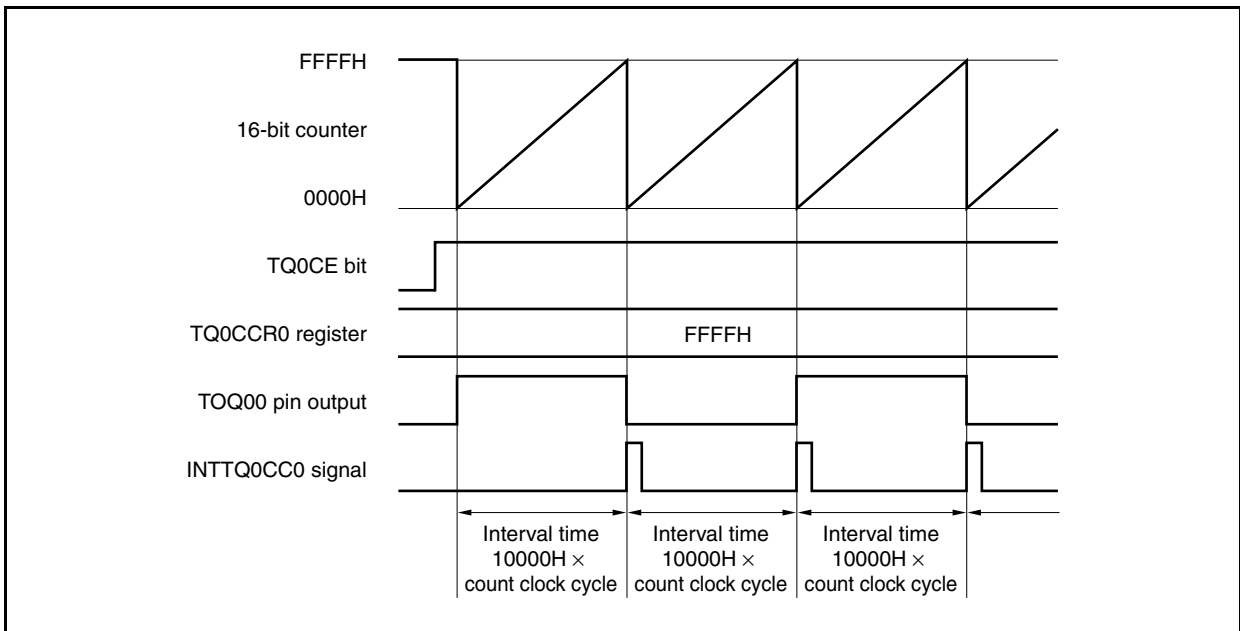 FFFFH
16-bit counter
0000H
TQ0CE bit
TQ0CCR0 register
FFFFH
TOQ00 pin output
INTTQ0CC0 signal
Interval time
10000H ×
count clock cycle
Interval time
10000H ×
count clock cycle
Interval time
10000H ×
count clock cycle